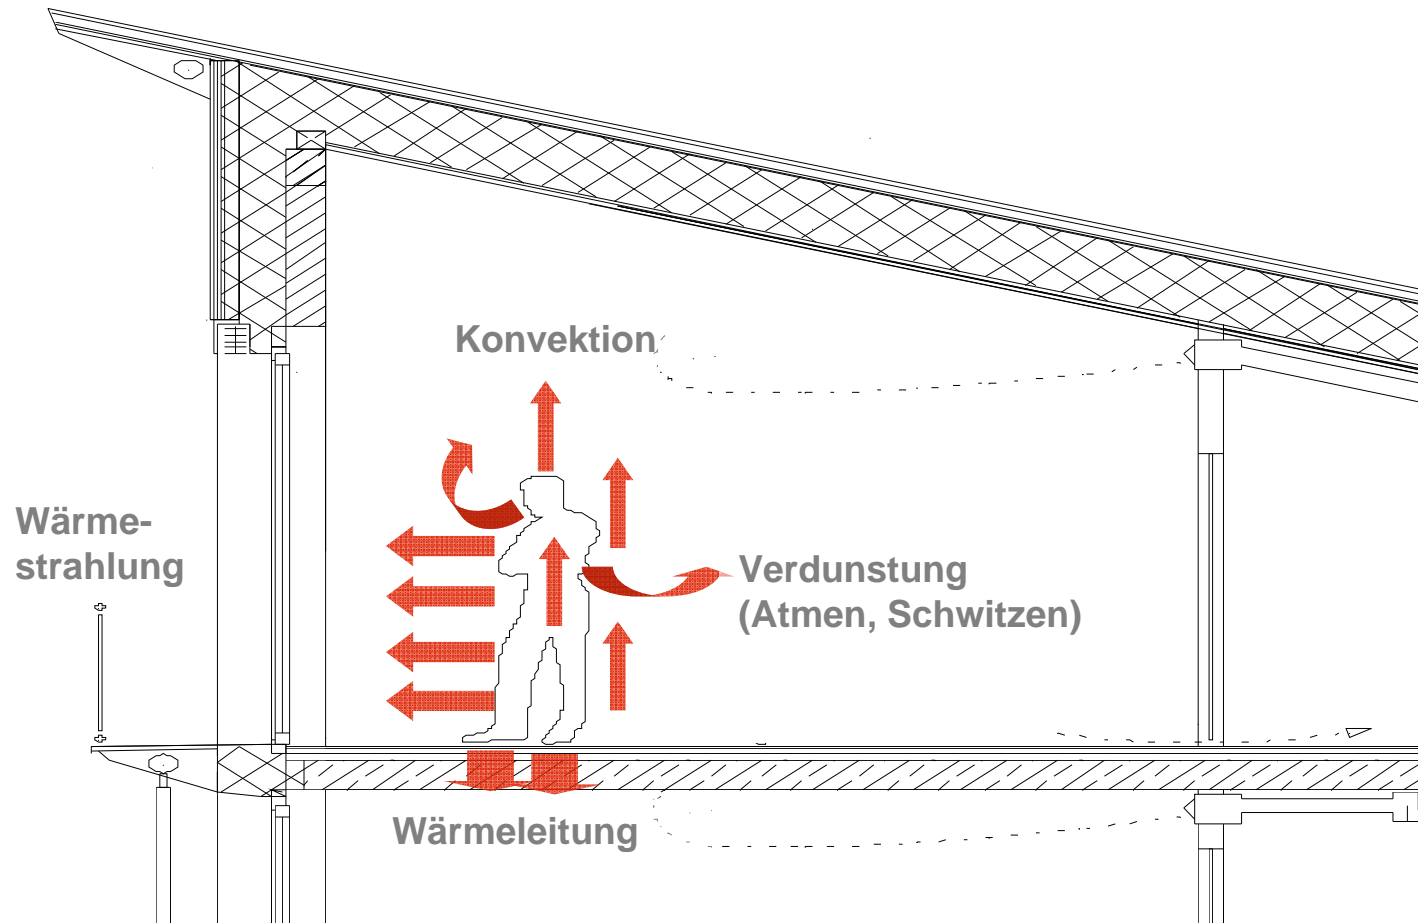 Konvektion
Wärme-
strahlung
Verdunstung
(Atmen, Schwitzen)
Wärmeleitung